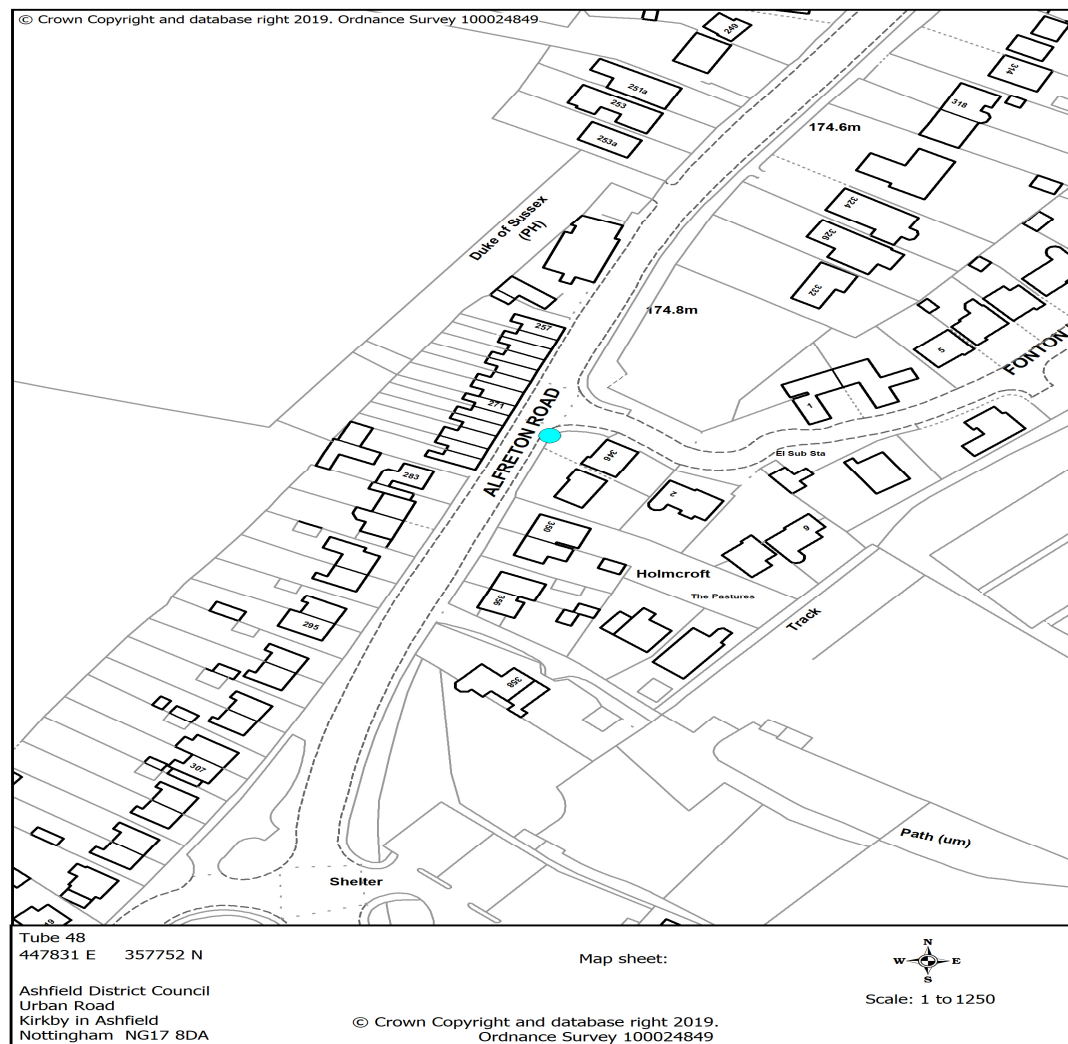 © Crown Copyright and database right 2019. Ordnance Survey 100024849
249
251a
253
253a
314
318
174.6m
324
326
332
Duke of Sussex
(PH)
174.8m
257
271
5
FONTON
1
ALFRETON ROAD
346
El Sub Sta
283
2
350
6
Holmcroft
The Pastures
356
Track
295
358
307
Path (um)
Shelter
19
Tube 48
447831 E 357752 N
Map sheet:
N
W E
S
Scale: 1 to 1250
Ashfield District Council
Urban Road
Kirkby in Ashfield
Nottingham NG17 8DA
© Crown Copyright and database right 2019.
Ordnance Survey 100024849